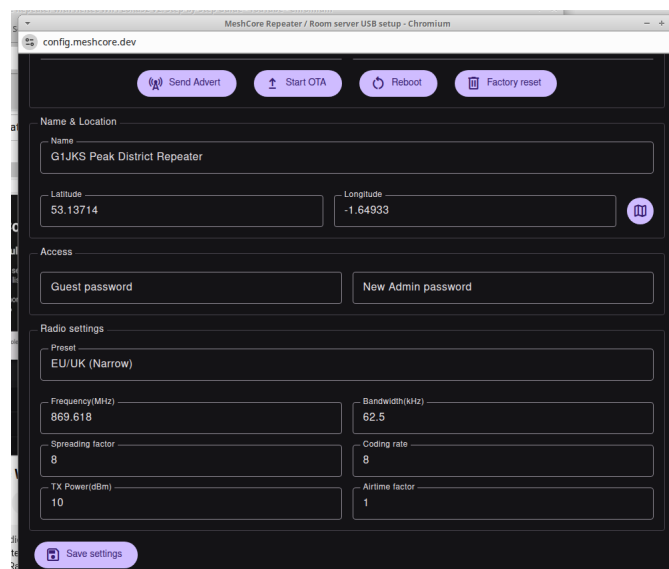 MeshCore Repeater / Room server USB setup - Chromium
config.meshcore.dev
Send Advert
Start OTA
Reboot
Factory reset
Name & Location
Name
G1JKS Peak District Repeater
Latitude
53.13714
Longitude
-1.64933
Access
Guest password
New Admin password
Radio settings
Preset
EU/UK (Narrow)
Frequency(MHz)
869.618
Bandwidth(kHz)
62.5
Spreading factor
8
Coding rate
8
TX Power(dBm)
10
Airtime factor
1
Save settings